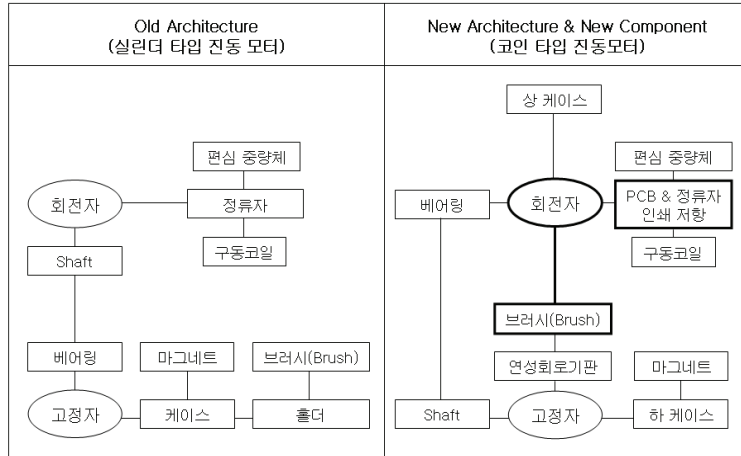 Old Architecture
(실린더 타입 진동 모터)
New Architecture & New Component
(코인 타입 진동모터)
편심 중량체
회전자
정류자
구동코일
Shaft
베어링
마그네트
브러시(Brush)
고정자
케이스
홀더
상 케이스
편심 중량체
베어링
회전자
PCB & 정류자
인쇄 저항
구동코일
브러시(Brush)
연성회로기판
마그네트
Shaft
고정자
하 케이스